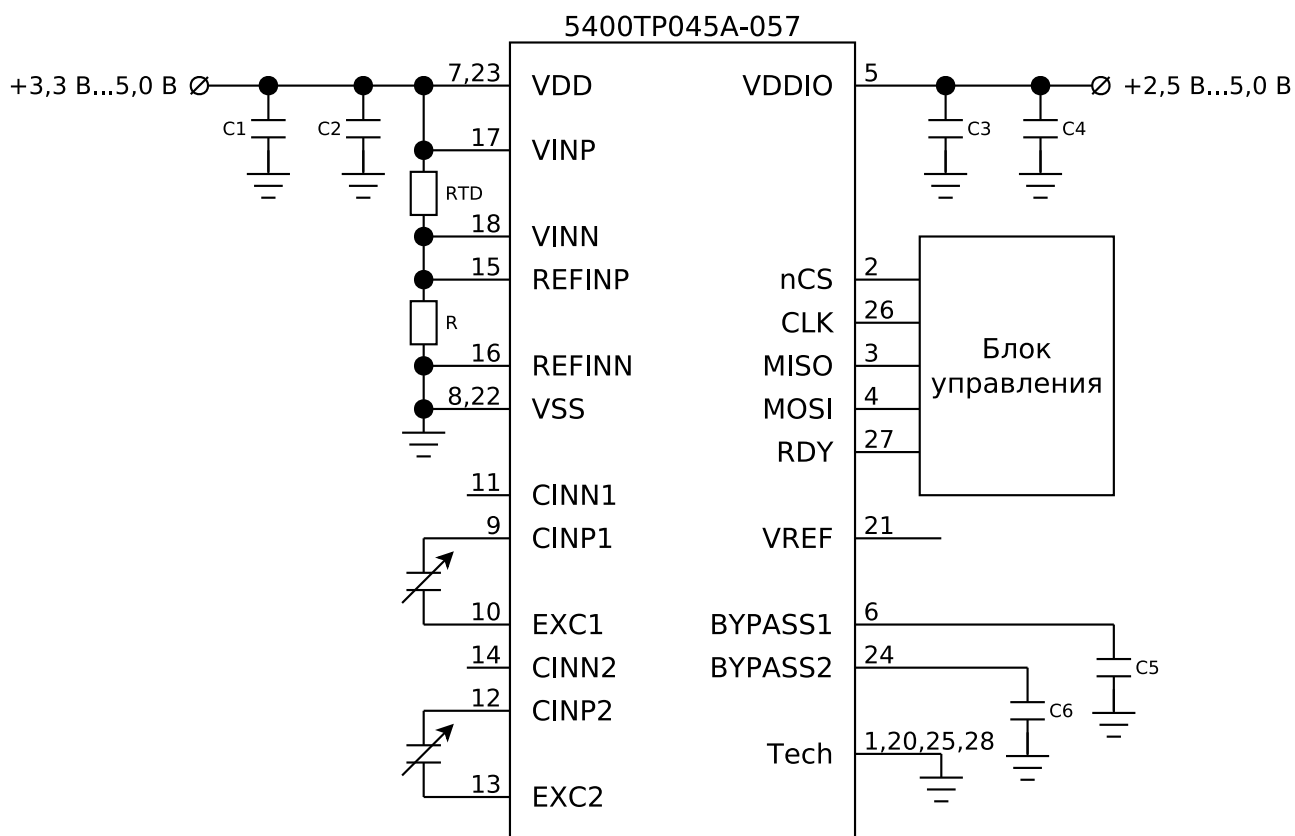 5400TP045A-057
+3,3 В...5,0 В
7,23
VDD
VDDIO
5
+2,5 В...5,0 В
C1
C2
C3
C4
17
VINP
RTD
18
VINN
15
REFINP
R
16
REFINN
8,22
VSS
nCS
2
CLK
26
MISO
3
MOSI
4
RDY
27
Блок
управления
11
CINN1
9
CINP1
VREF
21
10
EXC1
BYPASS1
6
14
CINN2
BYPASS2
24
C5
12
CINP2
C6
Tech
1,20,25,28
13
EXC2